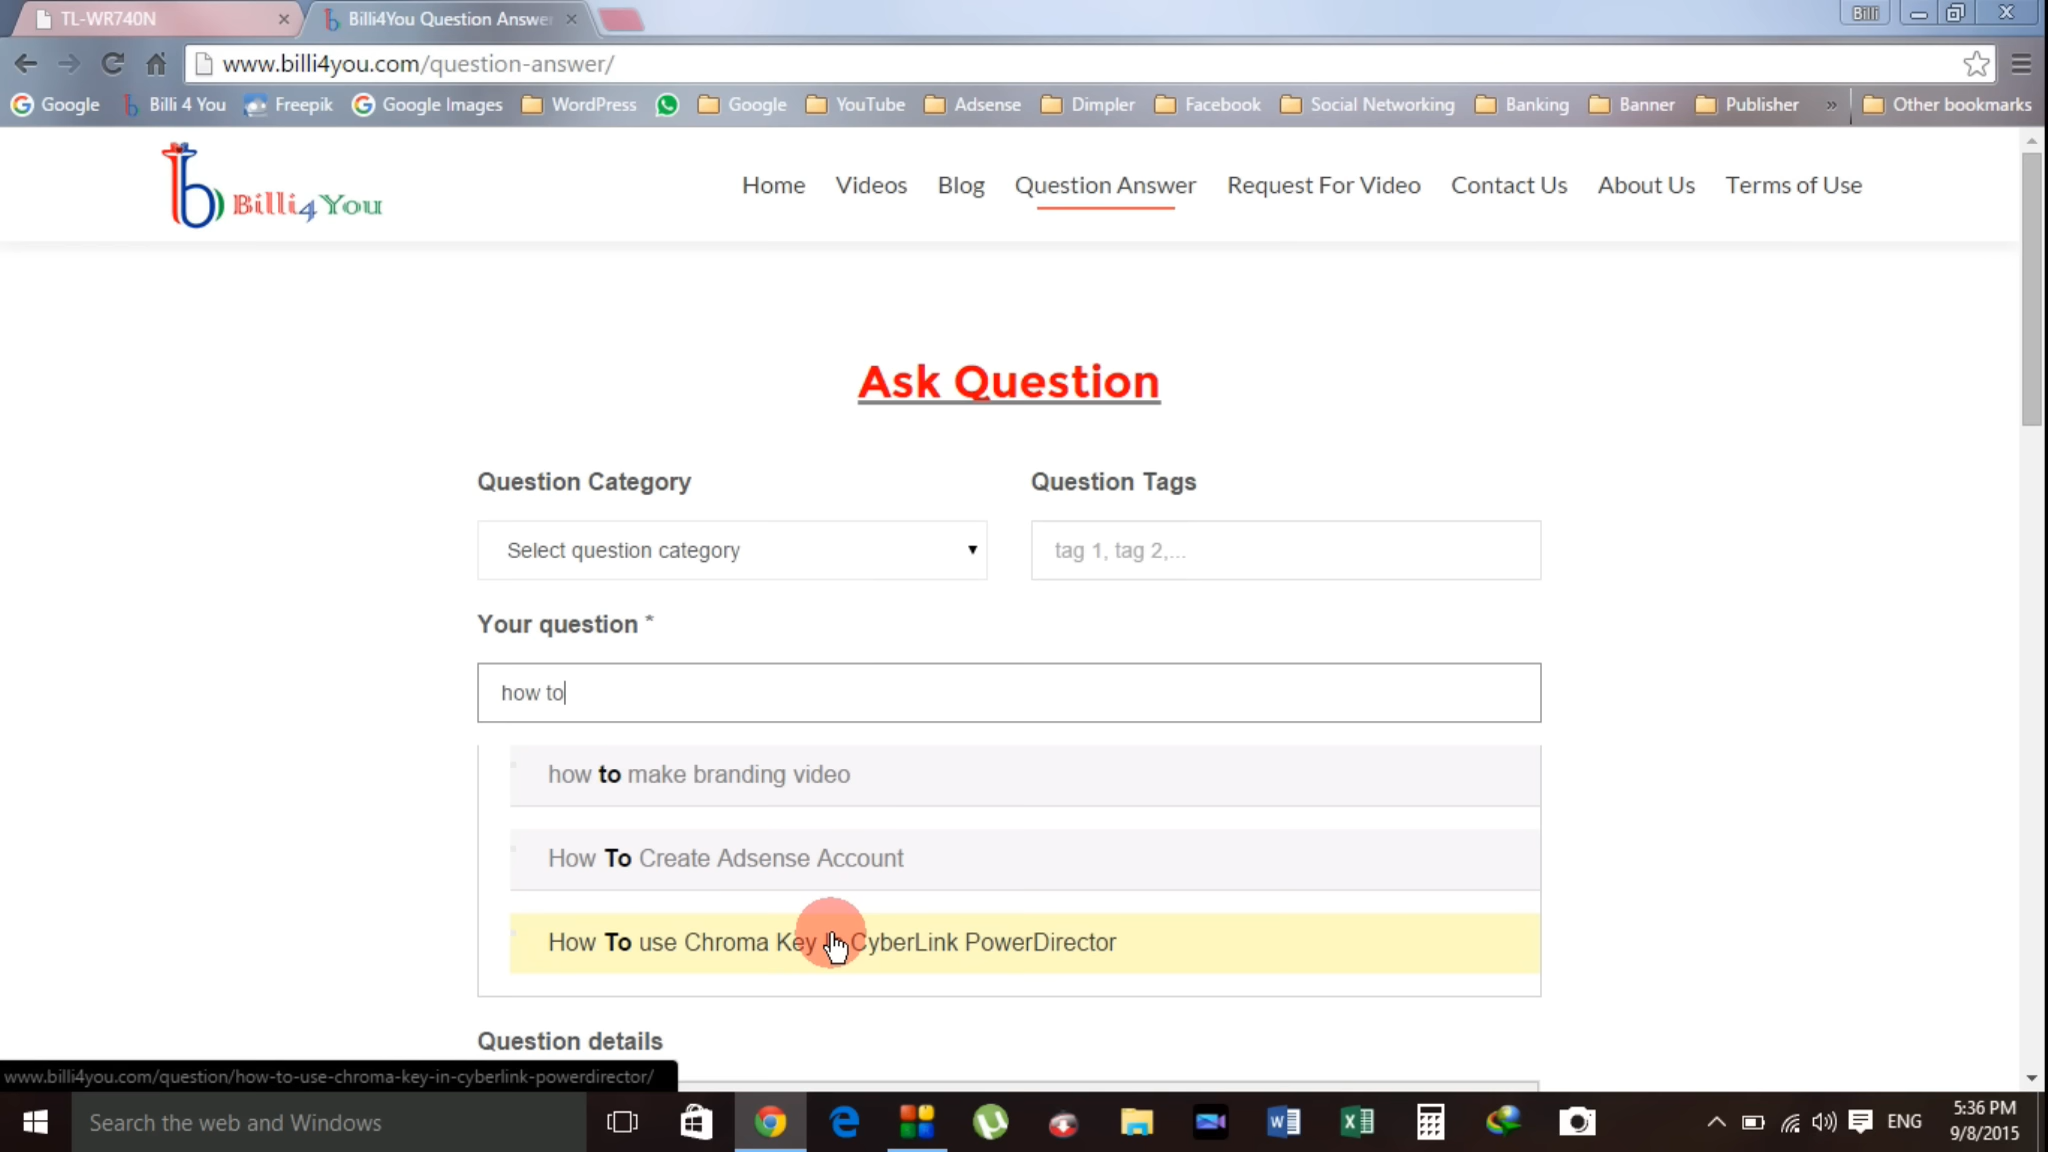 TL-WR740N
Billi4You Question Answe
Billi
www.billi4you.com/question-answer/
Google Billi 4 You Freepik Google Images WordPress Google YouTube Adsense Dimpler Facebook Social Networking Banking Banner Publisher » Other bookmarks
Billi4You
Home Videos Blog Question Answer Request For Video Contact Us About Us Terms of Use
Ask Question
Question Category Question Tags
Select question category tag 1, tag 2,...
Your question *
how to
how to make branding video
How To Create Adsense Account
How To use Chroma Key CyberLink PowerDirector
Question details
www.billi4you.com/question/how-to-use-chroma-key-in-cyberlink-powerdirector/
Search the web and Windows
ENG
5:36 PM
9/8/2015